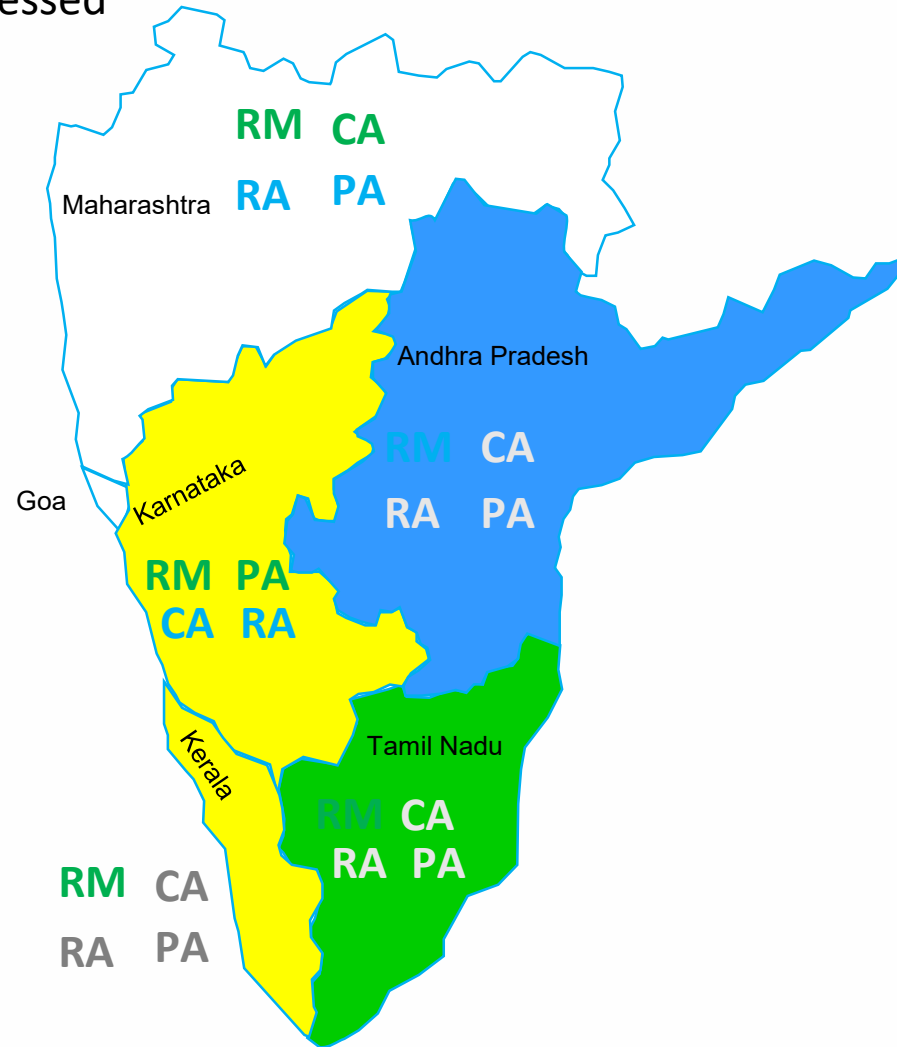 essed
RM CA
Maharashtra RA PA
Andhra Pradesh
RM CA
Karnataka
Goa
RA PA
RM PA
CA RA
Tamil Nadu
Kerala
RM CA
RA PA
RM CA
RA PA